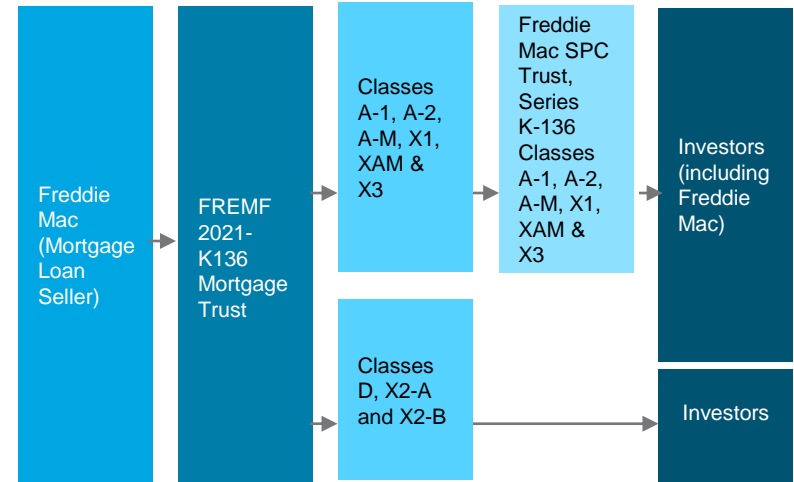 Freddie
Mac
(Mortgage
Loan
Seller)
FREMF
2021-
K136
Mortgage
Trust
Classes
A-1, A-2,
A-M, X1,
XAM &
X3
Freddie
Mac SPC
Trust,
Series
K-136
Classes
A-1, A-2,
A-M, X1,
XAM &
X3
Investors
(including
Freddie
Mac)
Classes
D, X2-A
and X2-B
Investors